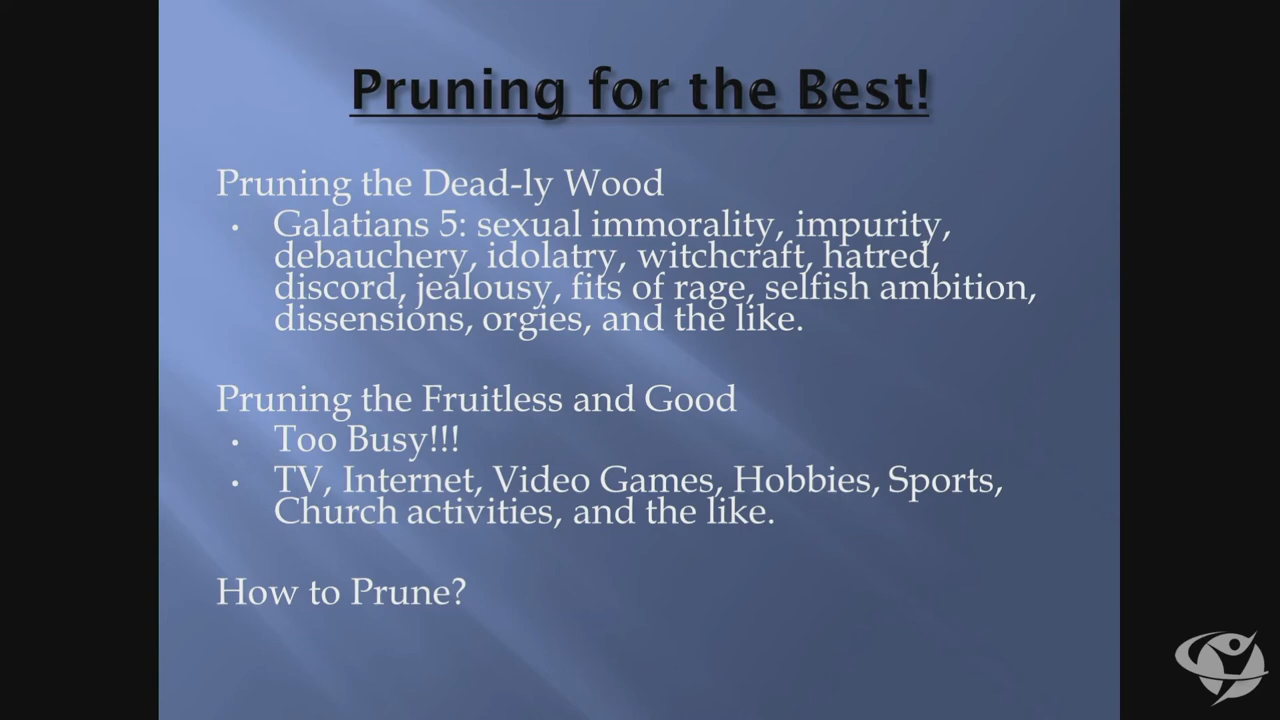 Pruning for the Best!
Pruning the Dead-ly Wood
• Galatians 5: sexual immorality, impurity,
debauchery, idolatry, witchcraft, hatred,
discord, jealousy, fits of rage, selfish ambition,
dissensions, orgies, and the like.
Pruning the Fruitless and Good
• Too Busy!!!
• TV, Internet, Video Games, Hobbies, Sports,
Church activities, and the like.
How to Prune?